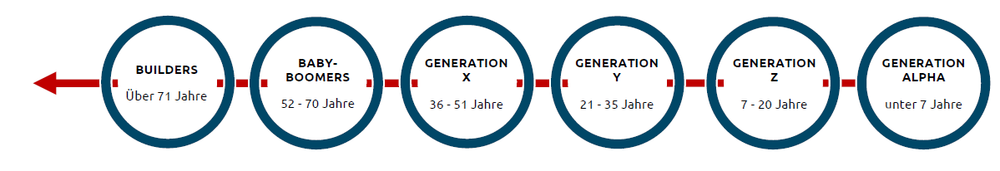 BUILDERS
Über 71 Jahre
BABY-
BOOMERS
52 - 70 Jahre
GENERATION
X
36 - 51 Jahre
GENERATION
Y
21 - 35 Jahre
GENERATION
Z
7 - 20 Jahre
GENERATION
ALPHA
unter 7 Jahre